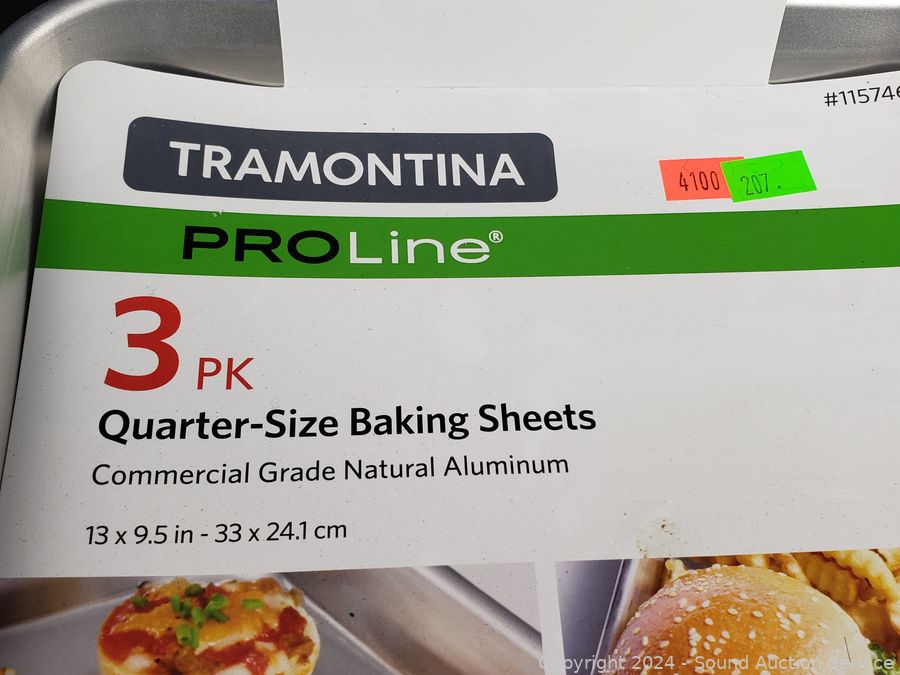 #11574
TRAMONTINA
4100 207.
PROLine®
3 PK
Quarter-Size Baking Sheets
Commercial Grade Natural Aluminum
13 x 9.5 in - 33 x 24.1 cm
Copyright 2024 - Sound Auction Service